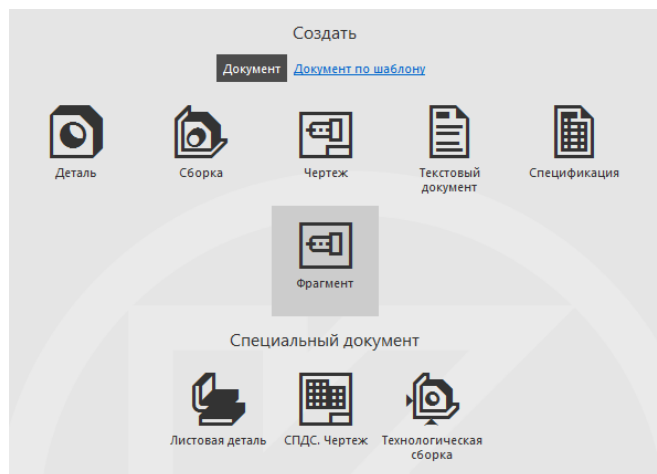 Создать
Документ Документ по шаблону
Деталь Сборка Чертеж Текстовый документ Спецификация
Фрагмент
Специальный документ
Листовая деталь СПДС. Чертеж Технологическая сборка